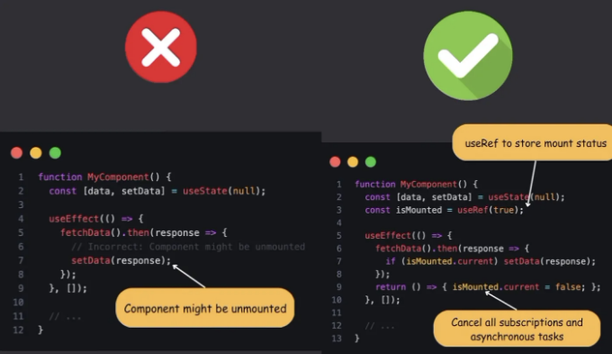 1 function MyComponent() {
2 const [data, setData] = useState(null);
3
4 useEffect(() => {
5 fetchData().then(response => {
6 // Incorrect: Component might be unmounted
7 setData(response);
8 });
9 }, []);
10
11 // ...
12 }
Component might be unmounted
useRef to store mount status
1 function MyComponent() {
2 const [data, setData] = useState(null);
3 const isMounted = useRef(true);
4
5 useEffect(() => {
6 fetchData().then(response => {
7 if (isMounted.current) setData(response);
8 });
9 return () => { isMounted.current = false; };
10 }, []);
11
12 // ...
13 }
Cancel all subscriptions and
asynchronous tasks